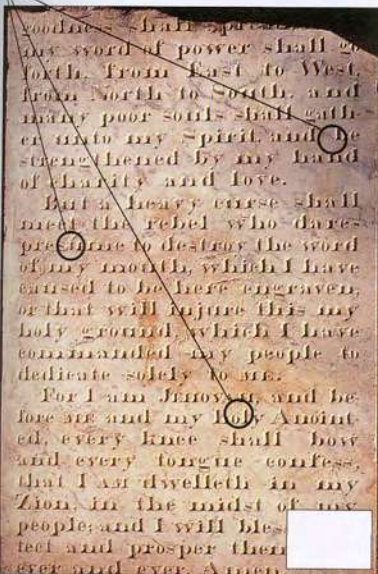 goodness shall spread
my word of power shall go
forth, from East to West,
from North to South, and
many poor souls shall gath
er unto my Spirit, and be
strengthened by my hand
of charity and love.
But a heavy curse shall
meet the rebel who dares
presume to destroy the word
of my mouth, which I have
caused to be here engraven,
or that will injure this my
holy ground which I have
commanded my people to
dedicate solely to ME.
For I am JEHOVAH, and be
fore ME and my Holy Anoint
ed, every knee shall bow
and every tongue confess,
that I AM dwelleth in my
Zion, in the midst of my
people; and I will bles
tect and prosper them
ever and ever. Amen